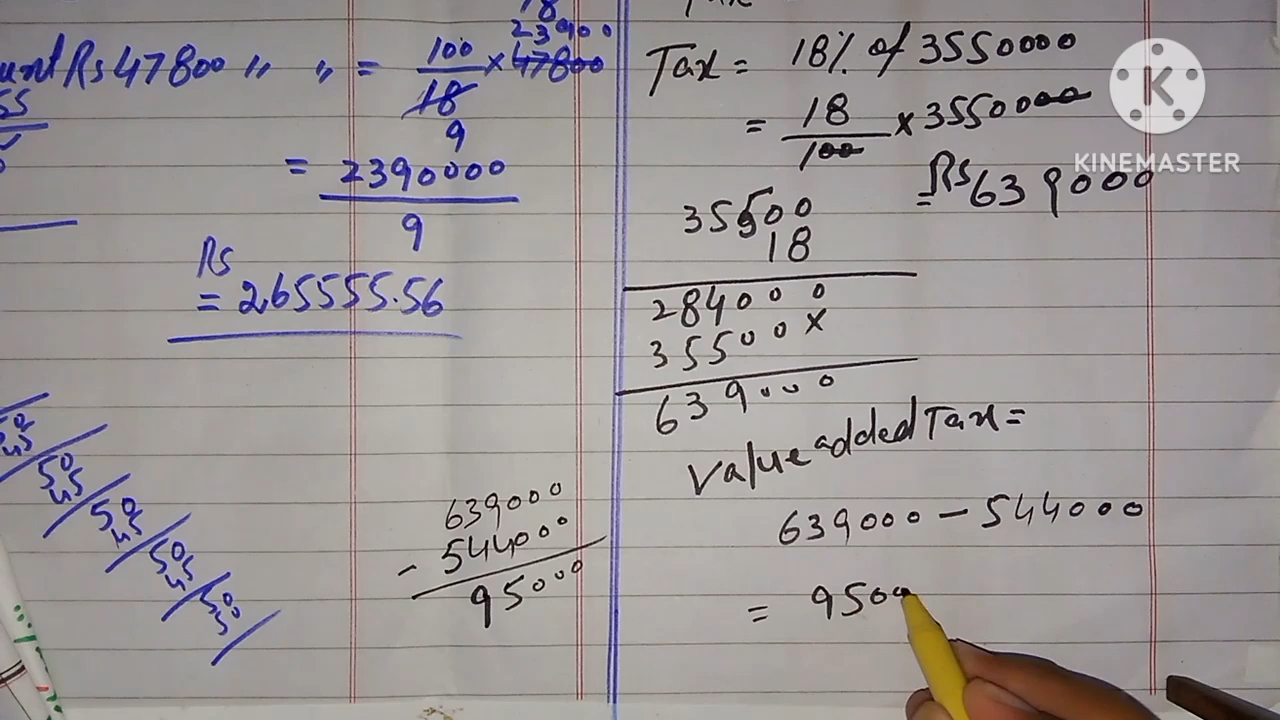 18
23900
unt Rs 47800 〃 〃 = 100/18 × 47800
9
= 2390000/9
Rs
= 265555.56
639000
- 544000
95000
Tax = 18% of 3550000
= 18/100 × 3550000
= Rs 639000
35500
18
284000
35500×
639000
Value added Tax =
639000 - 544000
= 9500
KINEMASTER